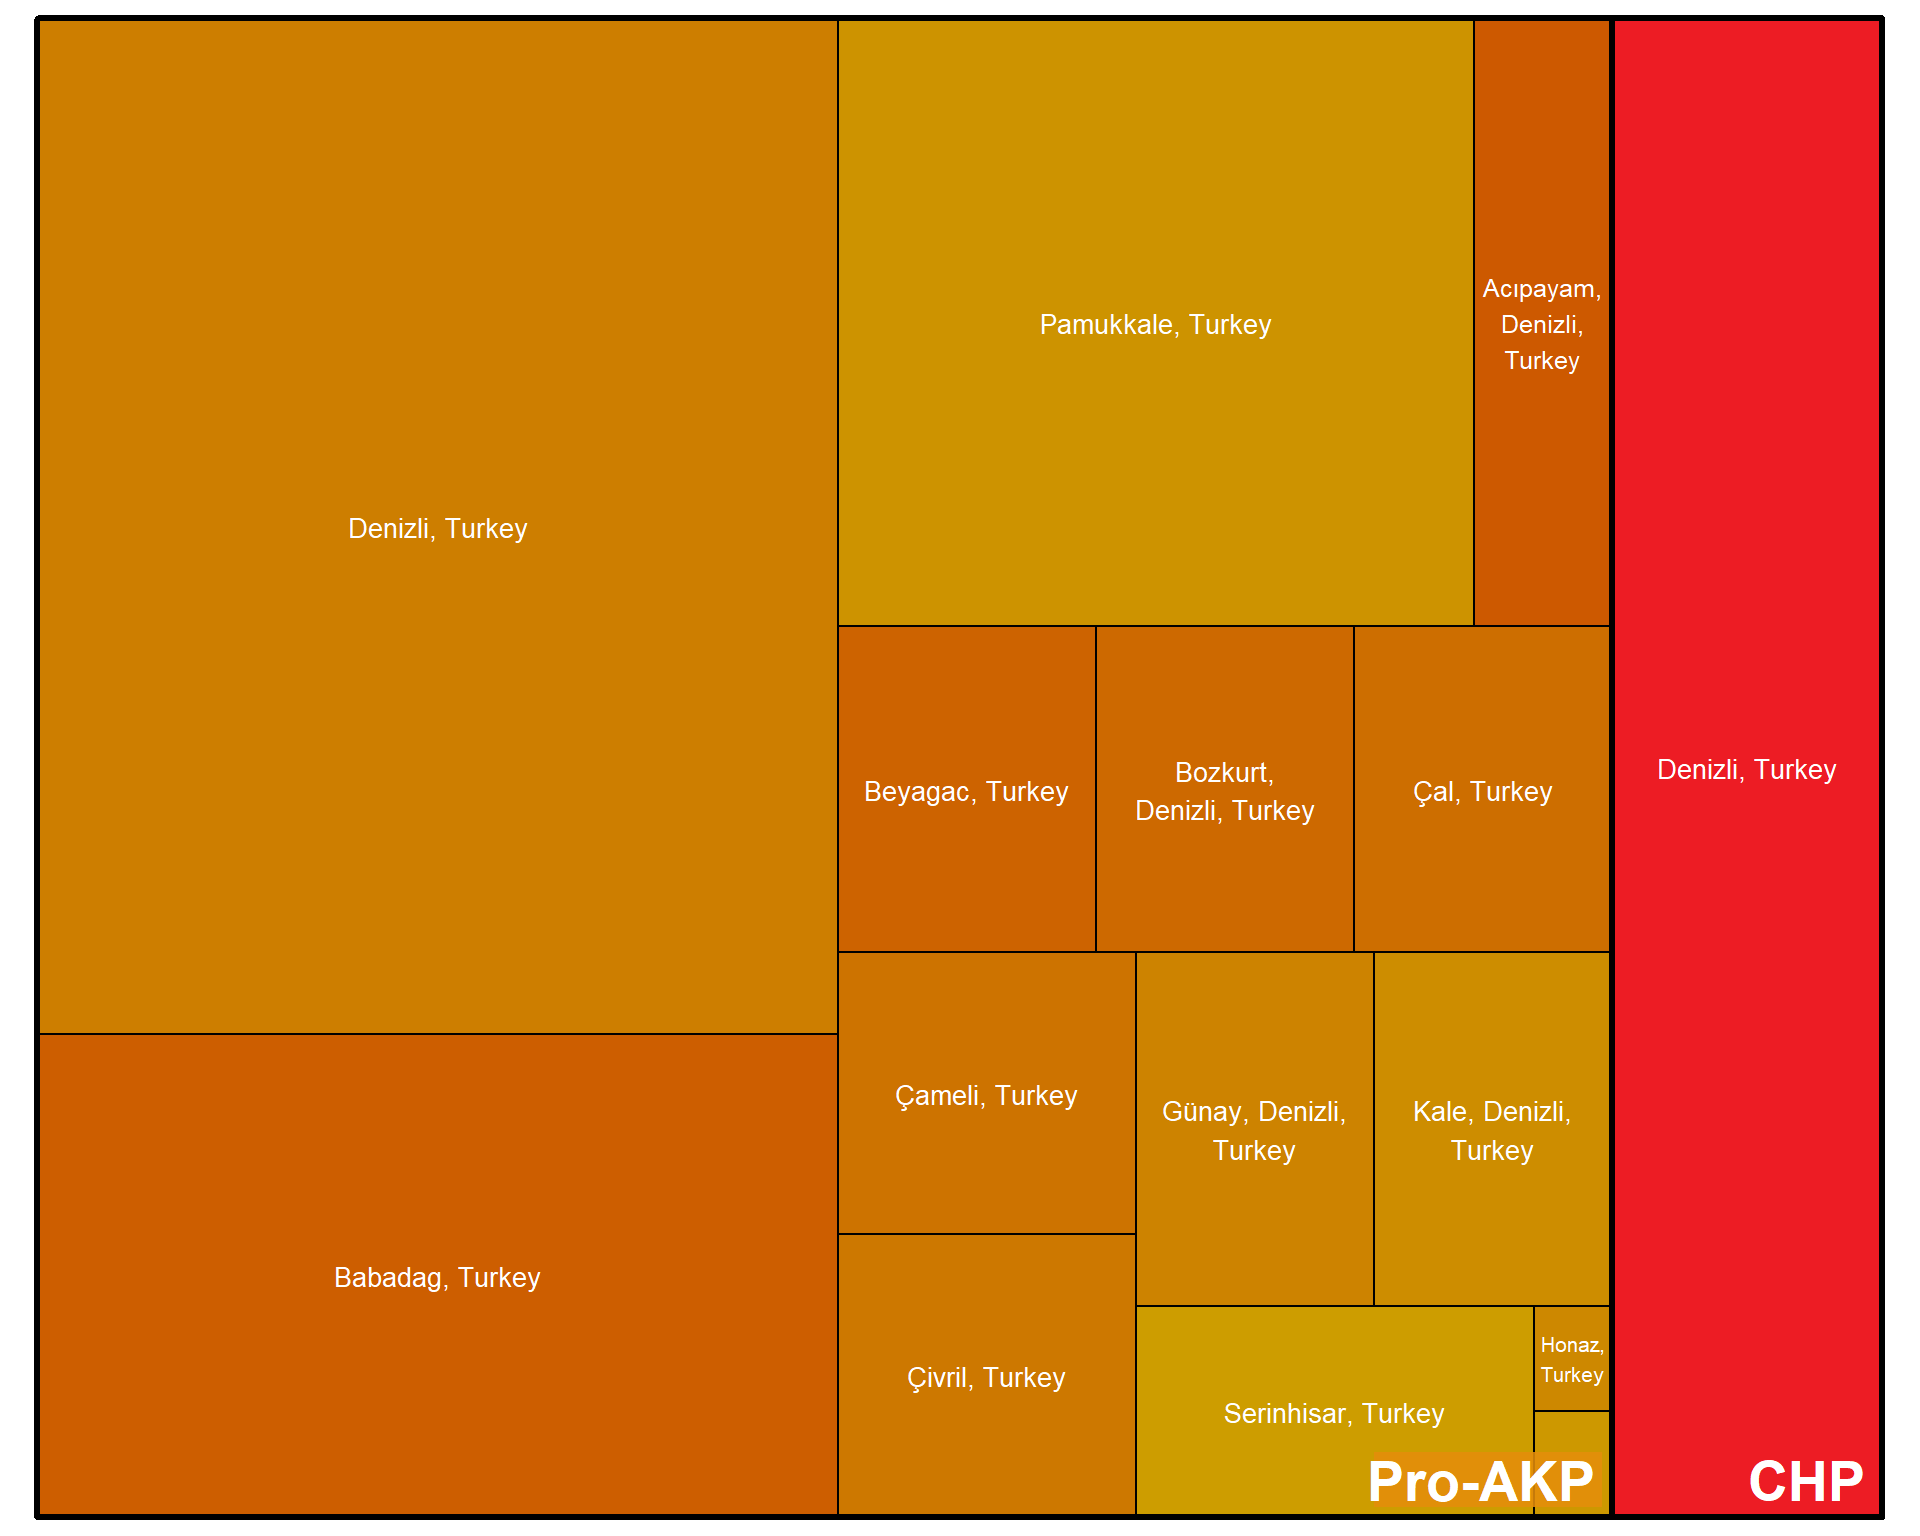 Denizli, Turkey
Pamukkale, Turkey
Acıpayam,
Denizli,
Turkey
Denizli, Turkey
Beyagac, Turkey
Bozkurt,
Denizli, Turkey
Çal, Turkey
Babadag, Turkey
Çameli, Turkey
Günay, Denizli,
Turkey
Kale, Denizli,
Turkey
Çivril, Turkey
Serinhisar, Turkey
Honaz,
Turkey
Pro-AKP
CHP